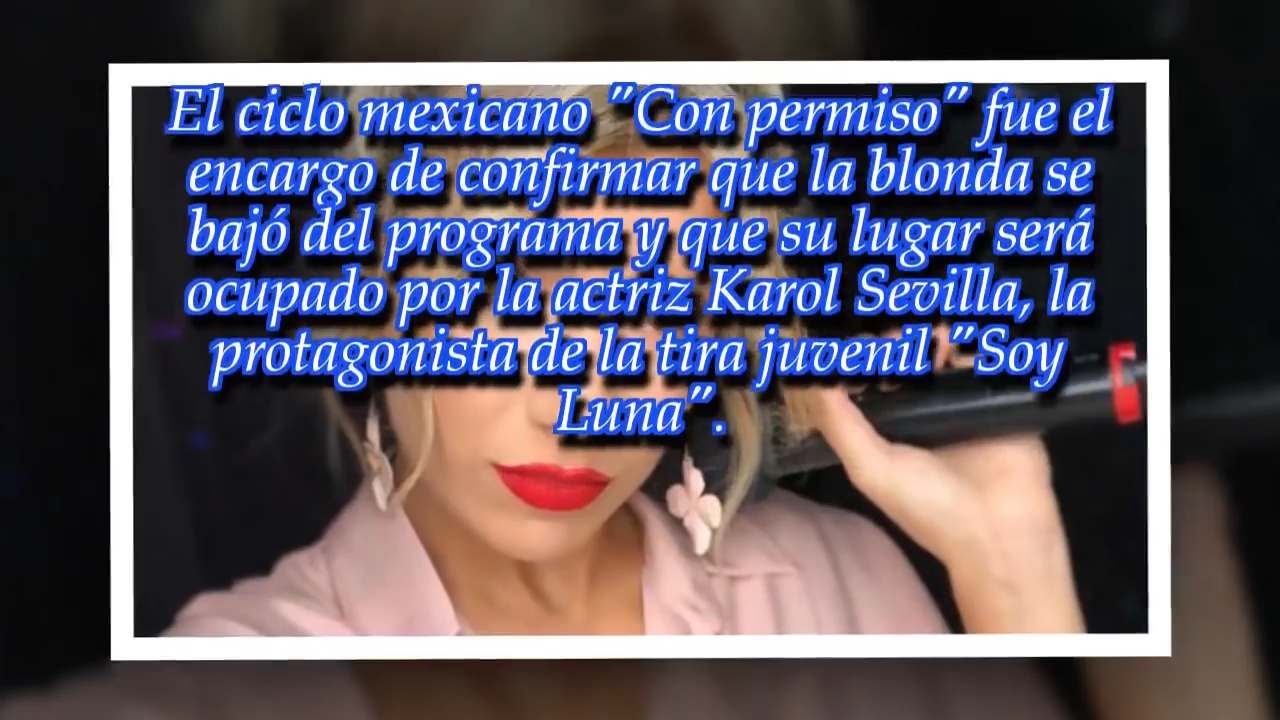 El ciclo mexicano "Con permiso" fue el
encargo de confirmar que la blonda se
bajó del programa y que su lugar será
ocupado por la actriz Karol Sevilla, la
protagonista de la tira juvenil "Soy
Luna".